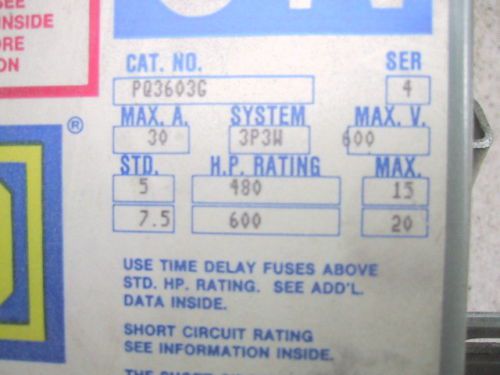 SEE
INSIDE
ORE
ON
ON
CAT. NO. SER
PQ3603G 4
MAX. A. SYSTEM MAX. V.
30 3P3W 600
STD. H.P. RATING MAX.
5 480 15
7.5 600 20
®
USE TIME DELAY FUSES ABOVE
STD. HP. RATING. SEE ADD'L.
DATA INSIDE.
SHORT CIRCUIT RATING
SEE INFORMATION INSIDE.